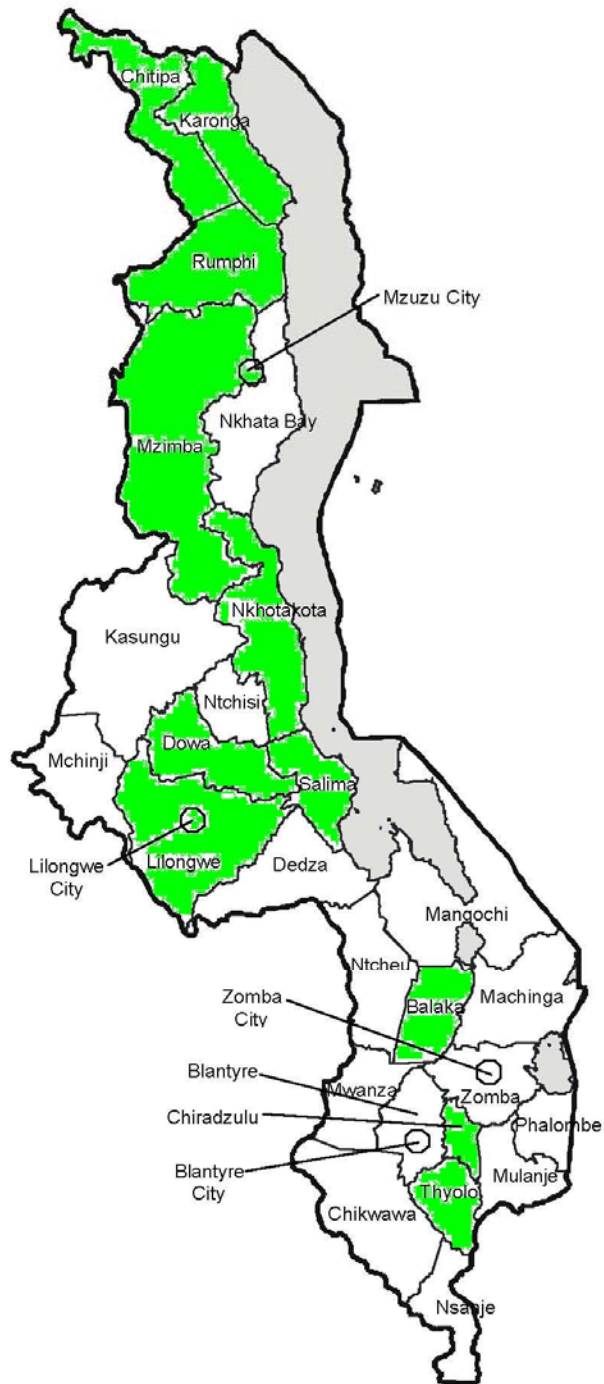 Chitipa
Karonga
Rumphi
Mzuzu City
Nkhata Bay
Mzimba
Nkhotakota
Kasungu
Ntchisi
Dowa
Mchinji
Salima
Lilongwe
City
Lilongwe
Dedza
Mangochi
Ntcheu
Machinga
Balaka
Zomba
City
Blantyre
Mwanza
Zomba
Chiradzulu
Phalombe
Blantyre
City
Mulanje
Thyolo
Chikwawa
Nsanje